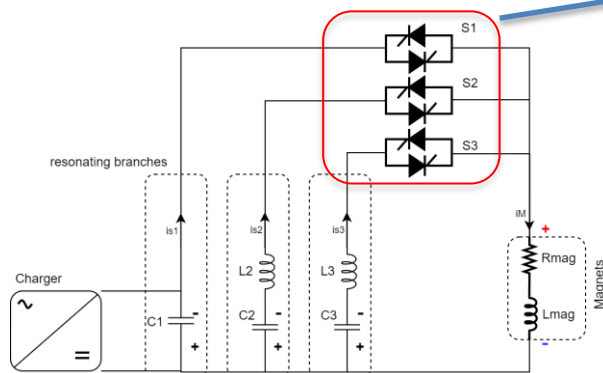 S1
S2
S3
resonating branches
is1
is2
is3
iM
+
Rmag
Lmag
-
Magnets
L2
L3
Charger
~
=
C1
-
+
C2
-
+
C3
-
+